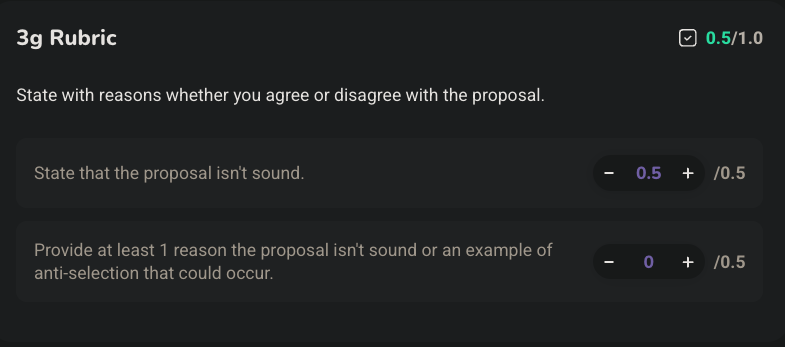 3g Rubric
0.5/1.0
State with reasons whether you agree or disagree with the proposal.
State that the proposal isn't sound.
− 0.5 + /0.5
Provide at least 1 reason the proposal isn't sound or an example of
anti-selection that could occur.
− 0 + /0.5